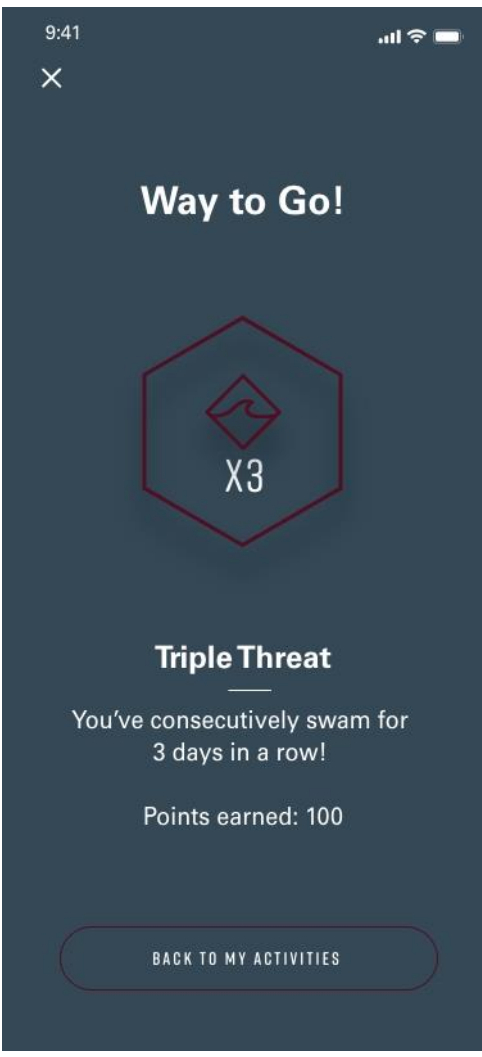 9:41
Way to Go!
X3
Triple Threat
You’ve consecutively swam for
3 days in a row!
Points earned: 100
BACK TO MY ACTIVITIES